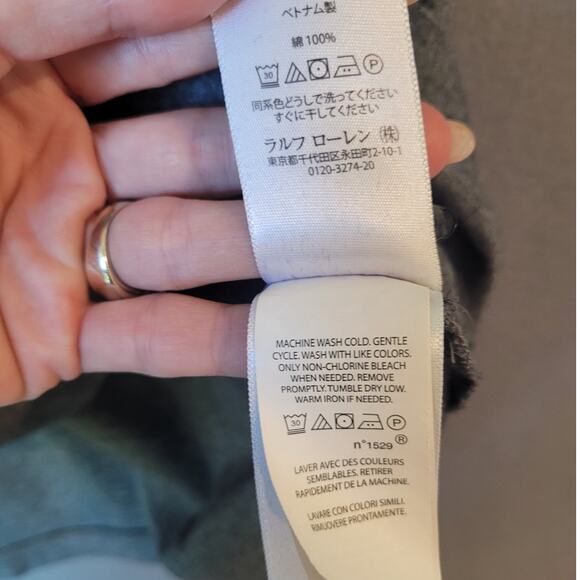 ベトナム製
綿 100%
30 P
同系色どうしで洗ってください
すぐに干してください
ラルフ ローレン (株)
東京都千代田区永田町2-10-1
0120-3274-20
MACHINE WASH COLD. GENTLE
CYCLE. WASH WITH LIKE COLORS.
ONLY NON-CHLORINE BLEACH
WHEN NEEDED. REMOVE
PROMPTLY. TUMBLE DRY LOW.
WARM IRON IF NEEDED.
30 P
n°1529®
LAVER AVEC DES COULEURS
SEMBLABLES. RETIRER
RAPIDEMENT DE LA MACHINE.
LAVARE CON COLORI SIMILI.
RIMUOVERE PRONTAMENTE.